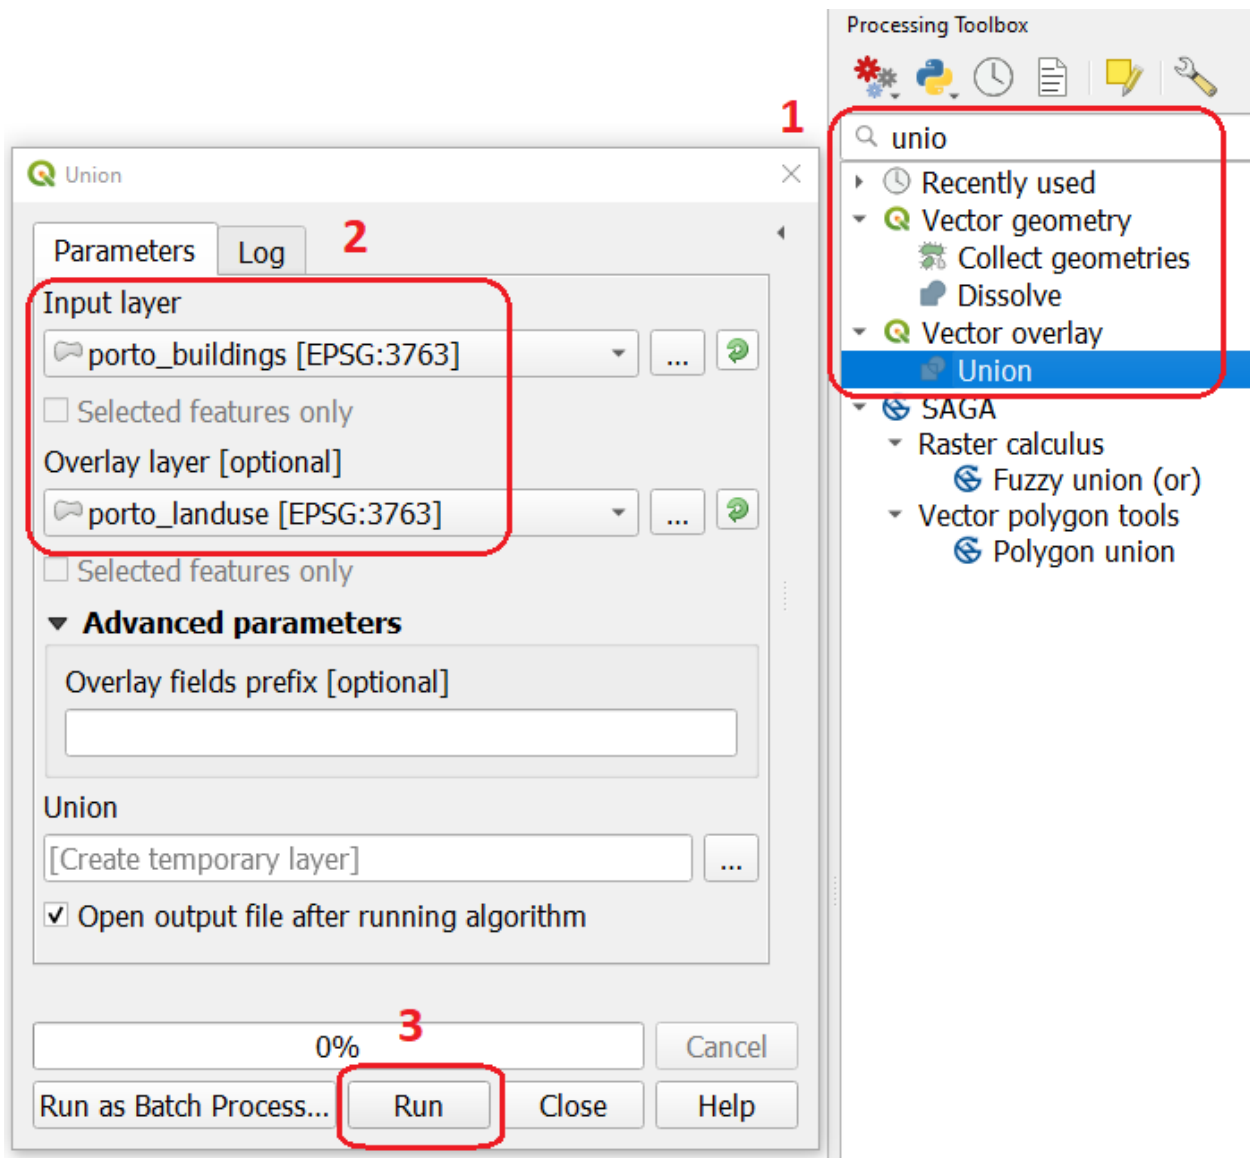 Processing Toolbox
1
unio
Recently used
Vector geometry
Collect geometries
Dissolve
Vector overlay
Union
SAGA
Raster calculus
Fuzzy union (or)
Vector polygon tools
Polygon union
Union
2
Parameters
Log
Input layer
porto_buildings [EPSG:3763]
...
Selected features only
Overlay layer [optional]
porto_landuse [EPSG:3763]
...
Selected features only
Advanced parameters
Overlay fields prefix [optional]
Union
[Create temporary layer]
...
Open output file after running algorithm
3
0%
Cancel
Run as Batch Process...
Run
Close
Help